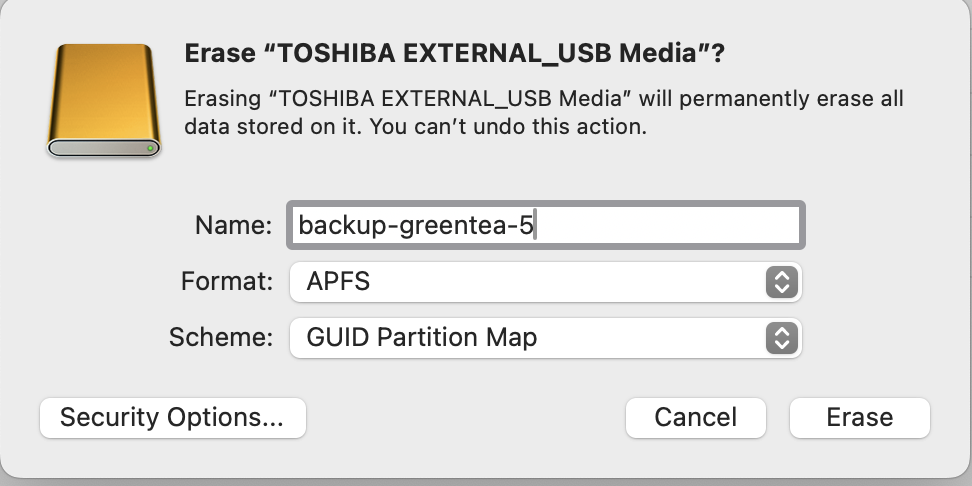 Erase “TOSHIBA EXTERNAL_USB Media”?
Erasing “TOSHIBA EXTERNAL_USB Media” will permanently erase all
data stored on it. You can’t undo this action.
Name: backup-greentea-5
Format: APFS
Scheme: GUID Partition Map
Security Options... Cancel Erase